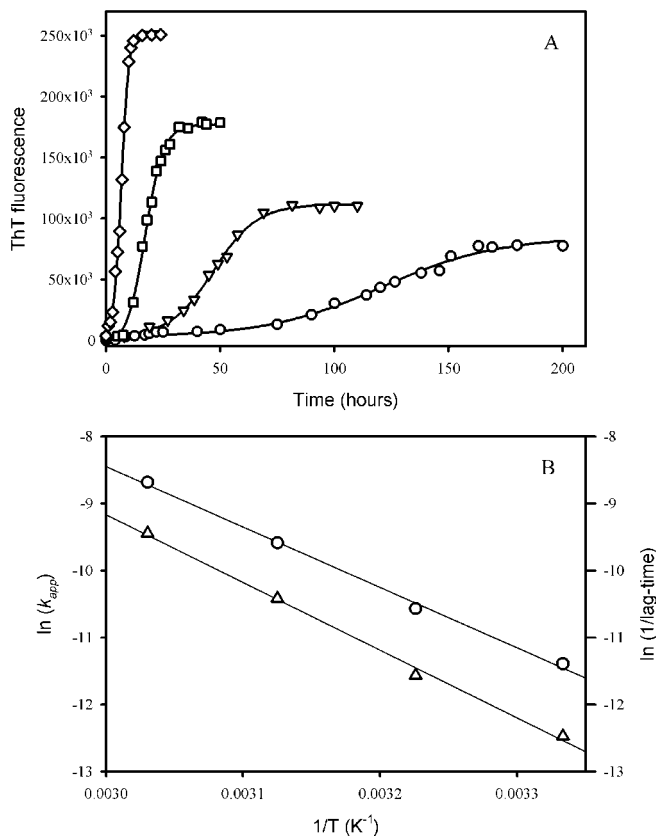 A
ThT fluorescence
250x10³
200x10³
150x10³
100x10³
50x10³
0
0 50 100 150 200
Time (hours)
B
ln (kapp)
-8 -8
-9 -9
-10 -10
-11 -11
-12 -12
-13 -13
ln (1/lag-time)
0.0030 0.0031 0.0032 0.0033
1/T (K⁻¹)